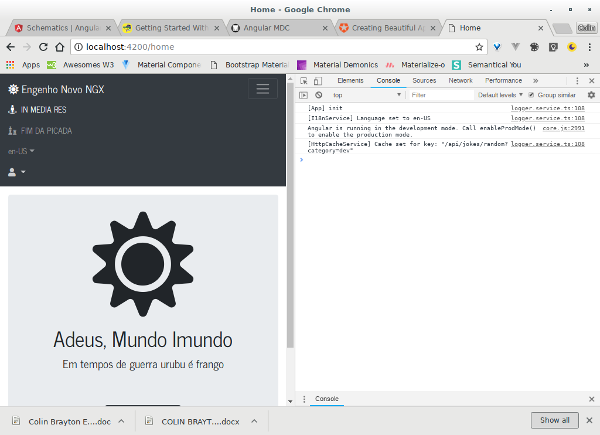 Home - Google Chrome
Schematics | Angula
Getting Started With
Angular MDC
Creating Beautiful Ap
Home
localhost:4200/home
Apps
Awesomes W3
Material Compone
Bootstrap Materia
Material Demonics
Materialize-o
Semantical You
»
Engenho Novo NGX
IN MEDIA RES
FIM DA PICADA
en-US
Adeus, Mundo Imundo
Em tempos de guerra urubu é frango
Elements Console Sources Network Performance »
top
Filter
Default levels
Group similar
[App] init logger.service.ts:108
[I18nService] Language set to en-US logger.service.ts:108
Angular is running in the development mode. Call enableProdMode() core.js:2991
to enable the production mode.
[HttpCacheService] Cache set for key: "/api/jokes/random? logger.service.ts:108
category=dev"
Console
Colin Brayton E....doc
COLIN BRAYT....docx
Show all